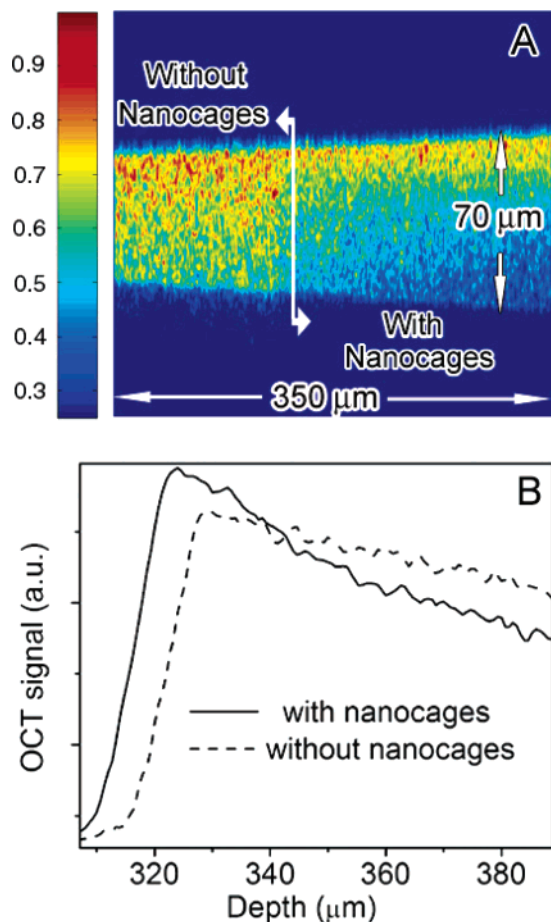 A
0.9
0.8
0.7
0.6
0.5
0.4
0.3
Without
Nanocages
70 μm
With
Nanocages
350 μm
B
OCT signal (a.u.)
with nanocages
without nanocages
320
340
360
380
Depth (μm)